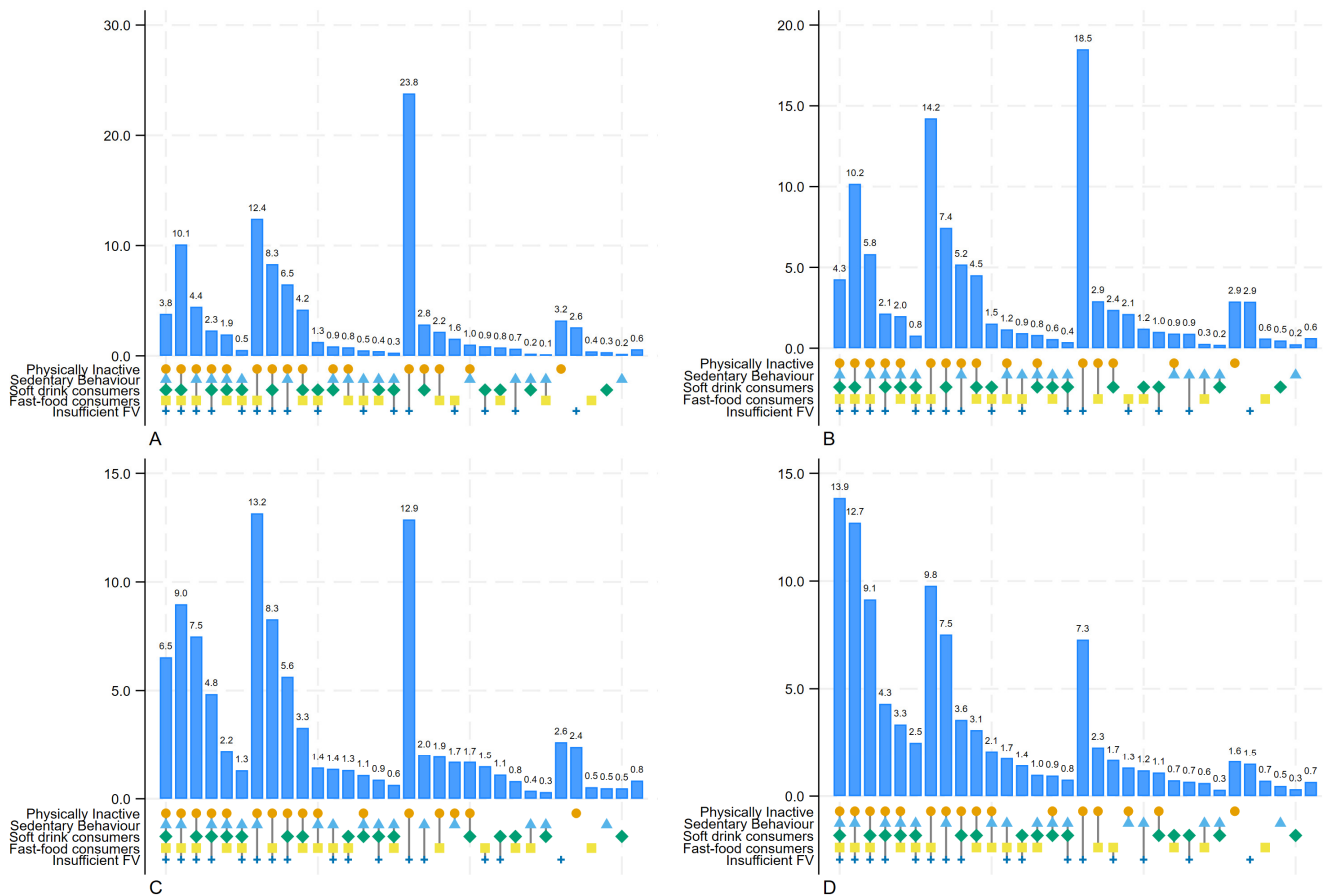 30.0
20.0
10.0
0.0
3.8 10.1 4.4 2.3 1.9 0.5 12.4 8.3 6.5 4.2 1.3 0.9 0.8 0.5 0.4 0.3 23.8 2.8 2.2 1.6 1.0 0.9 0.8 0.7 0.2 0.1 3.2 2.6 0.4 0.3 0.2 0.6
Physically Inactive
Sedentary Behaviour
Soft drink consumers
Fast-food consumers
Insufficient FV
A
20.0
15.0
10.0
5.0
0.0
4.3 10.2 5.8 2.1 2.0 0.8 14.2 7.4 5.2 4.5 1.5 1.2 0.9 0.8 0.6 0.4 18.5 2.9 2.4 2.1 1.2 1.0 0.9 0.9 0.3 0.2 2.9 2.9 0.6 0.5 0.2 0.6
Physically Inactive
Sedentary Behaviour
Soft drink consumers
Fast-food consumers
Insufficient FV
B
15.0
10.0
5.0
0.0
6.5 9.0 7.5 4.8 2.2 1.3 13.2 8.3 5.6 3.3 1.4 1.4 1.3 1.1 0.9 0.6 12.9 2.0 1.9 1.7 1.7 1.5 1.1 0.8 0.4 0.3 2.6 2.4 0.5 0.5 0.5 0.8
Physically Inactive
Sedentary Behaviour
Soft drink consumers
Fast-food consumers
Insufficient FV
C
15.0
10.0
5.0
0.0
13.9 12.7 9.1 4.3 3.3 2.5 9.8 7.5 3.6 3.1 2.1 1.7 1.4 1.0 0.9 0.8 7.3 2.3 1.7 1.3 1.2 1.1 0.7 0.7 0.6 0.3 1.6 1.5 0.7 0.5 0.3 0.7
Physically Inactive
Sedentary Behaviour
Soft drink consumers
Fast-food consumers
Insufficient FV
D